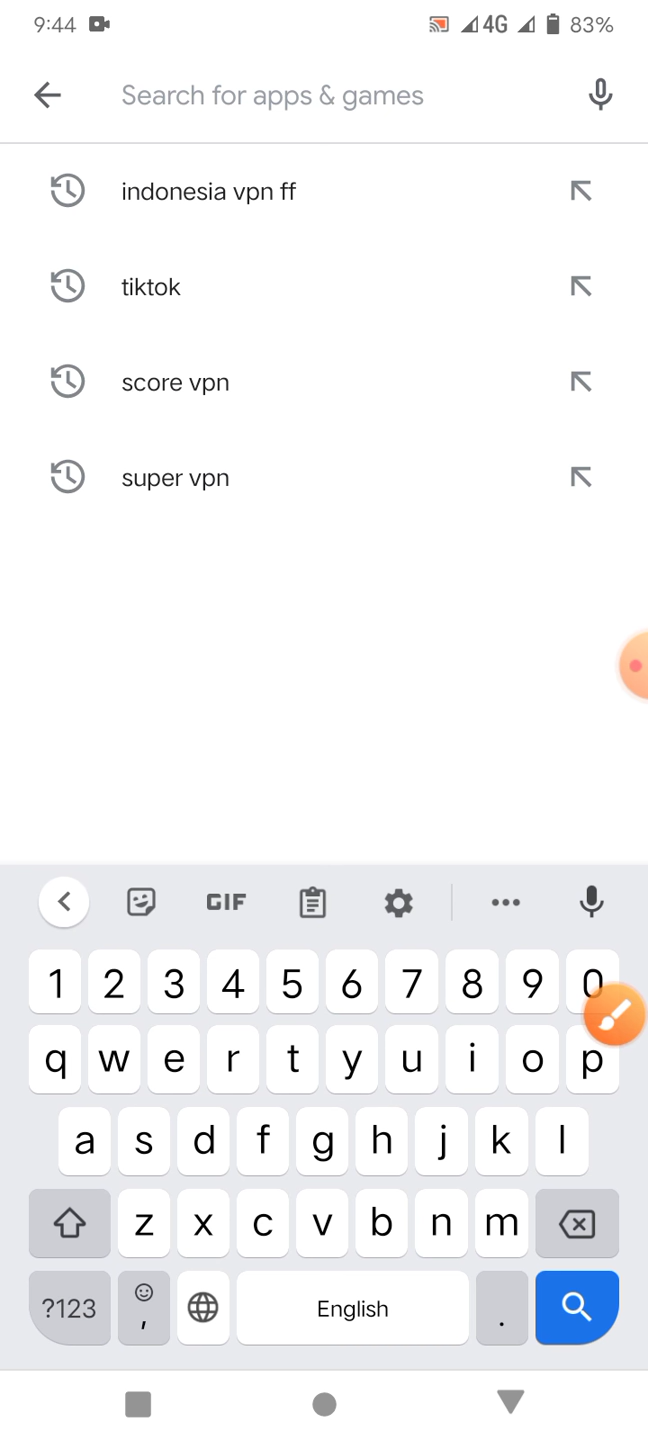 9:44 4G 83%
Search for apps & games
indonesia vpn ff
tiktok
score vpn
super vpn
GIF
1 2 3 4 5 6 7 8 9 0
q w e r t y u i o p
a s d f g h j k l
z x c v b n m
?123 , English .